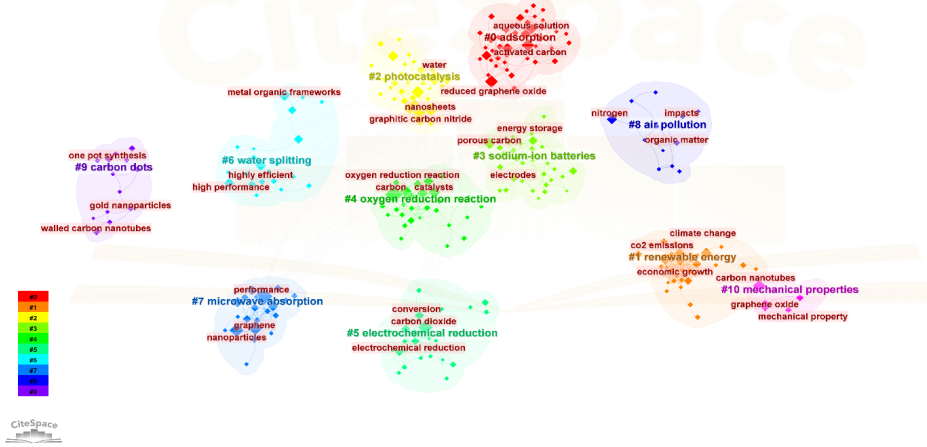 CiteSpace
aqueous solution
#0 adsorption
activated carbon
water
#2 photocatalysis
reduced graphene oxide
metal organic frameworks
nanosheets
graphitic carbon nitride
nitrogen
impacts
#8 air pollution
organic matter
energy storage
porous carbon
#3 sodium-ion batteries
electrodes
one pot synthesis
#9 carbon dots
gold nanoparticles
walled carbon nanotubes
#6 water splitting
highly efficient
high performance
oxygen reduction reaction
carbon
catalysts
#4 oxygen reduction reaction
climate change
co2 emissions
#1 renewable energy
economic growth
carbon nanotubes
#10 mechanical properties
graphene oxide
mechanical property
performance
#7 microwave absorption
graphene
nanoparticles
conversion
carbon dioxide
#5 electrochemical reduction
electrochemical reduction
#0
#1
#2
#3
#4
#5
#6
#7
#8
#9
CiteSpace